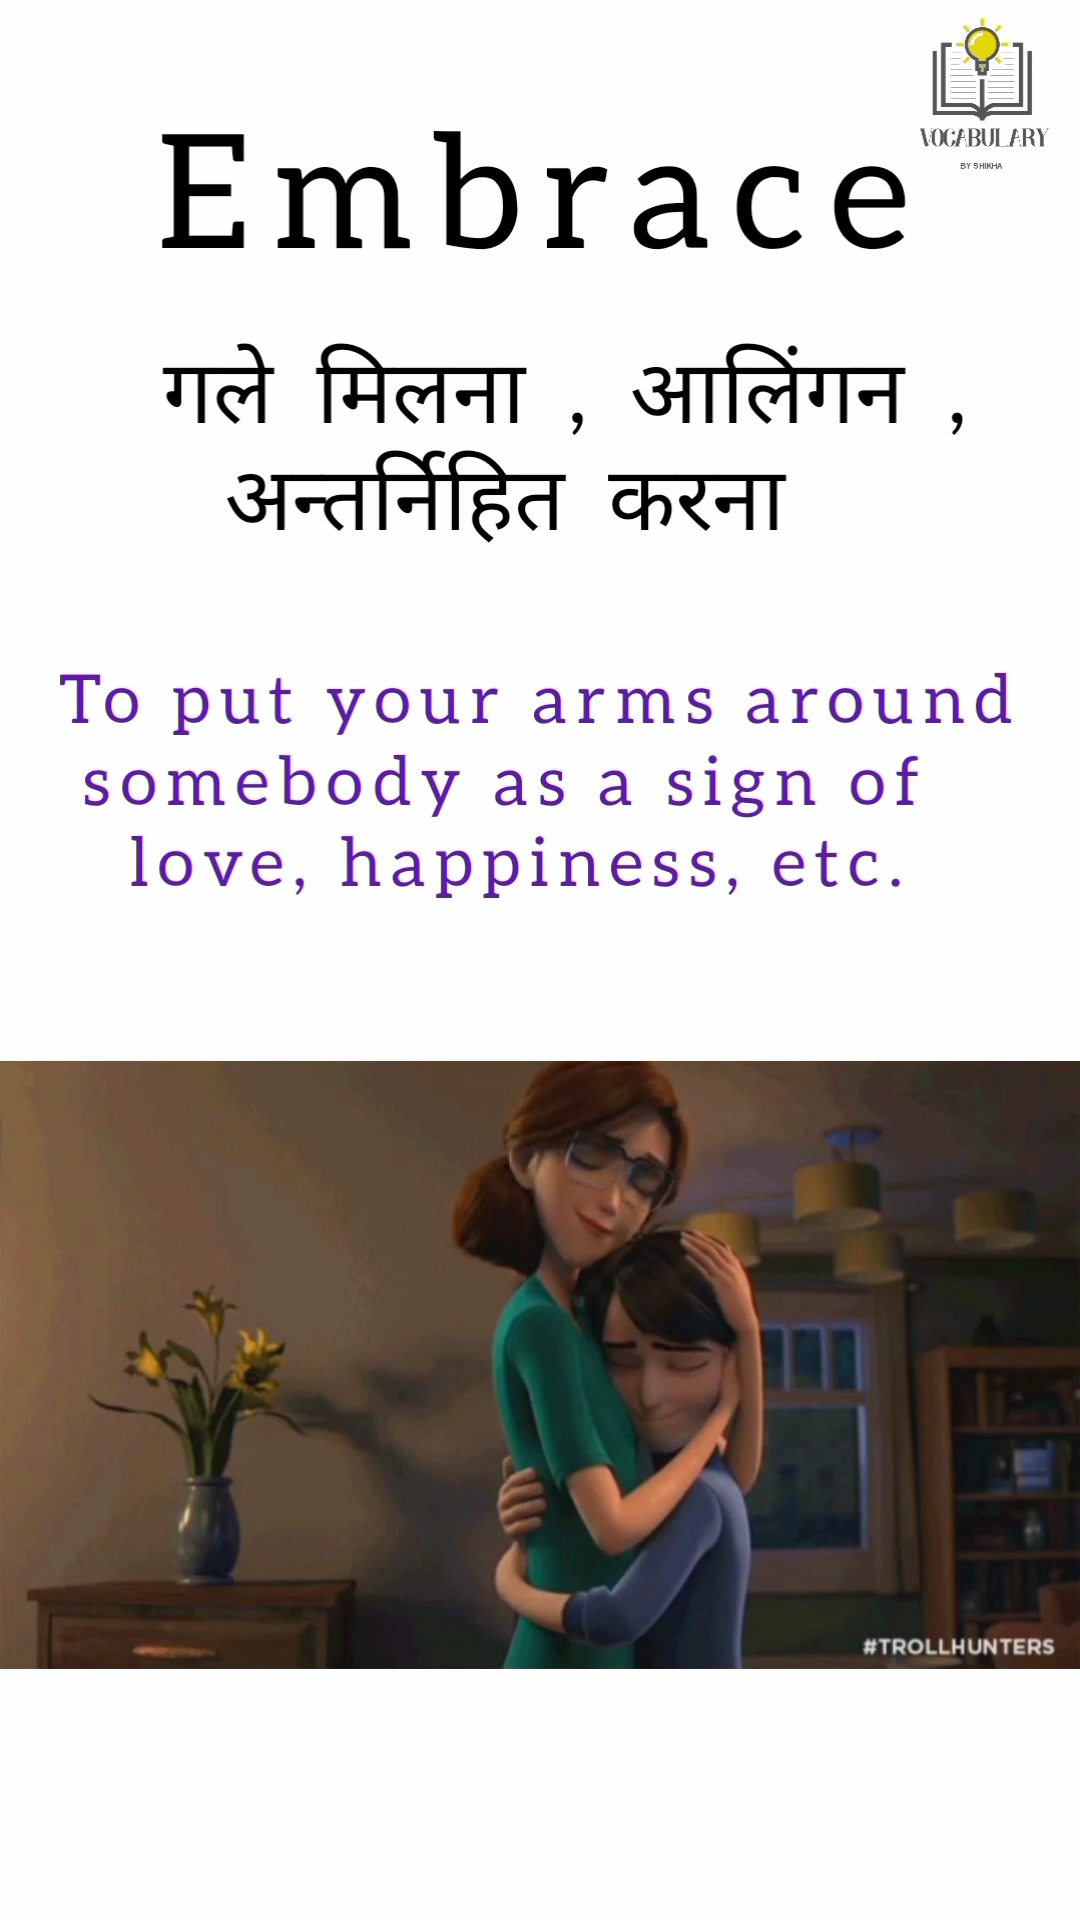 VOCABULARY
BY SHIKHA
Embrace
गले मिलना , आलिंगन ,
अन्तर्निहित करना
To put your arms around
somebody as a sign of
love, happiness, etc.
#TROLLHUNTERS